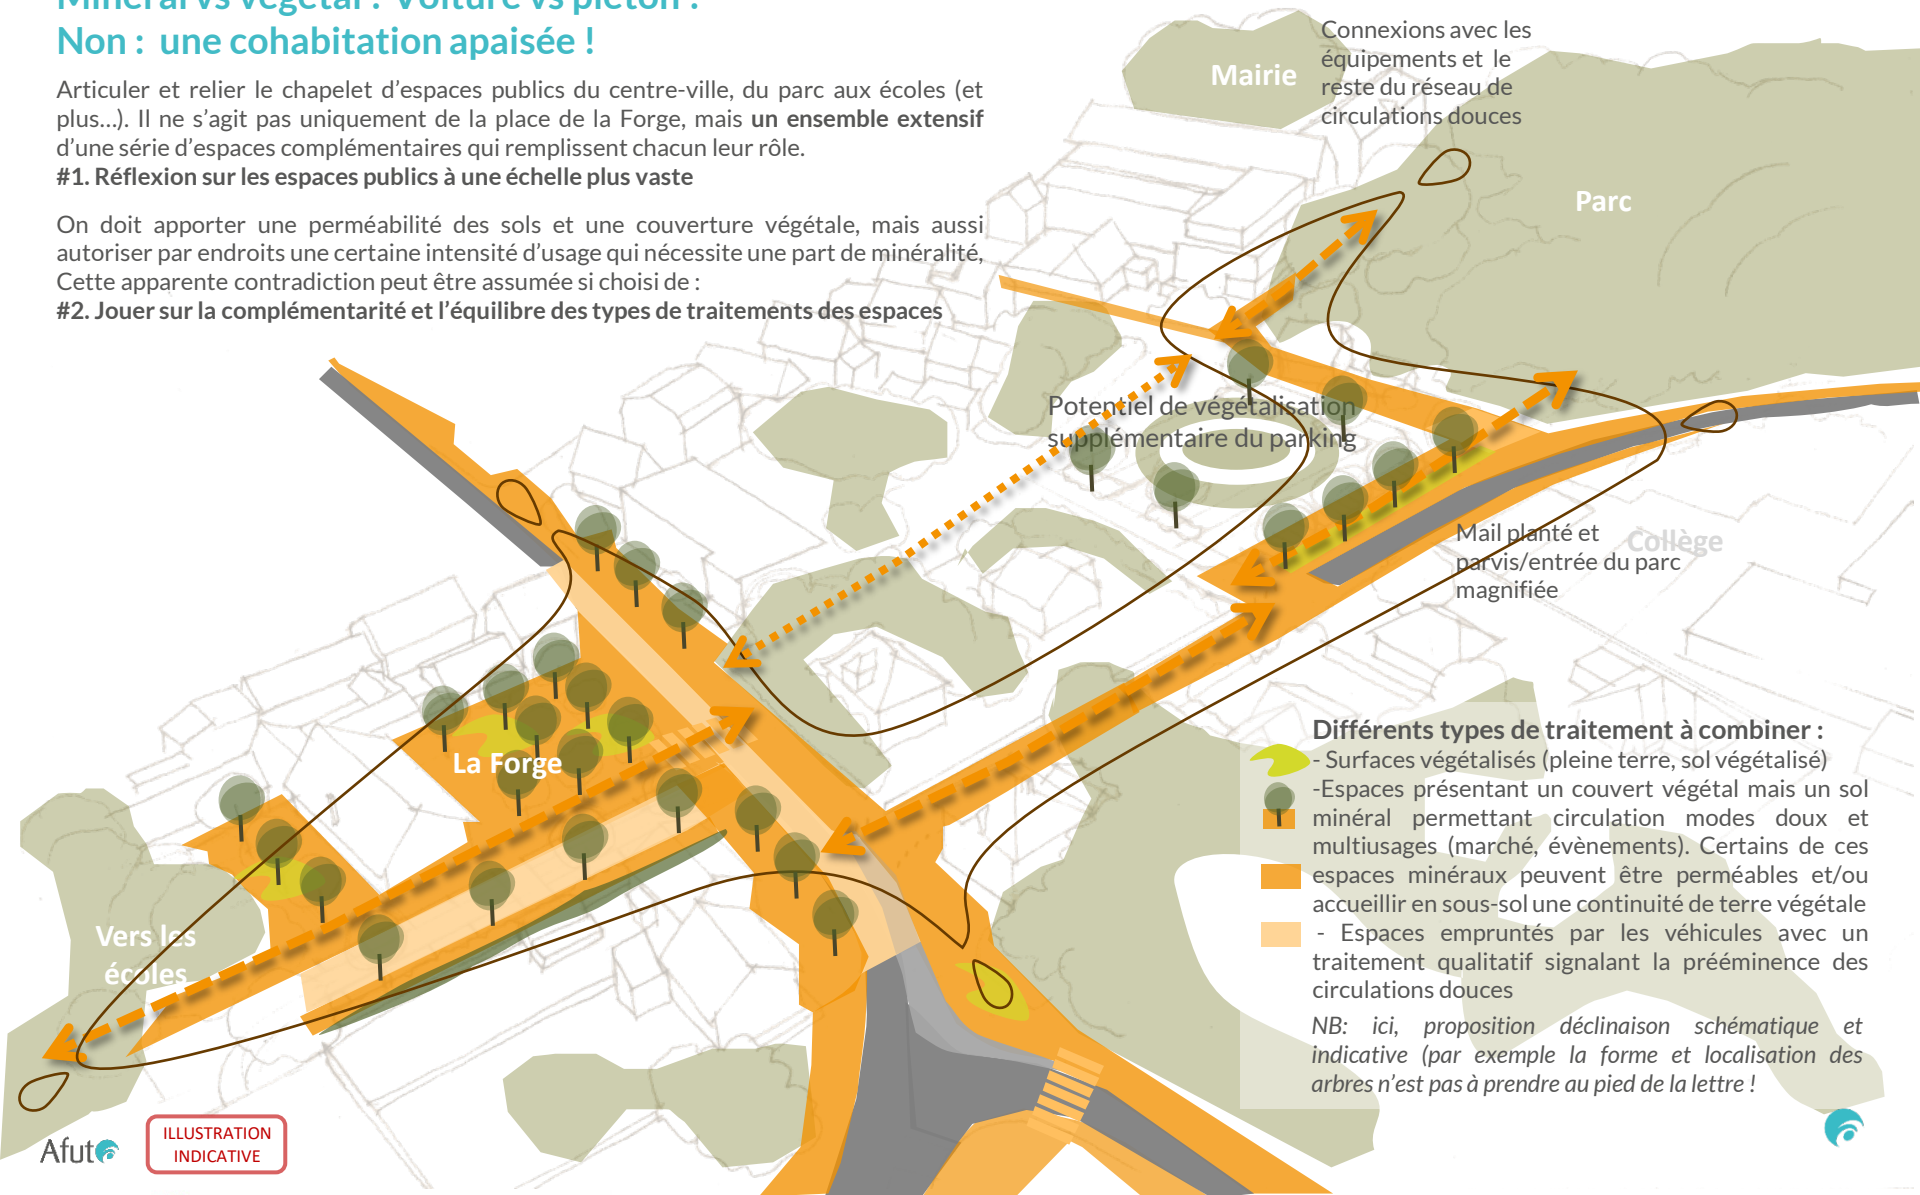 Minéral vs végétal ? Voiture vs piéton ?
Non : une cohabitation apaisée !
Articuler et relier le chapelet d'espaces publics du centre-ville, du parc aux écoles (et
plus...). Il ne s'agit pas uniquement de la place de la Forge, mais un ensemble extensif
d'une série d'espaces complémentaires qui remplissent chacun leur rôle.
#1. Réflexion sur les espaces publics à une échelle plus vaste
On doit apporter une perméabilité des sols et une couverture végétale, mais aussi
autoriser par endroits une certaine intensité d'usage qui nécessite une part de minéralité,
Cette apparente contradiction peut être assumée si choisi de :
#2. Jouer sur la complémentarité et l'équilibre des types de traitements des espaces
Mairie
Connexions avec les
équipements et le
reste du réseau de
circulations douces
Parc
Potentiel de végétalisation
supplémentaire du parking
Mail planté et
parvis/entrée du parc
magnifiée
Collège
La Forge
Vers les
écoles
Différents types de traitement à combiner :
- Surfaces végétalisés (pleine terre, sol végétalisé)
-Espaces présentant un couvert végétal mais un sol
minéral permettant circulation modes doux et
multiusages (marché, évènements). Certains de ces
espaces minéraux peuvent être perméables et/ou
accueillir en sous-sol une continuité de terre végétale
- Espaces empruntés par les véhicules avec un
traitement qualitatif signalant la prééminence des
circulations douces
NB: ici, proposition déclinaison schématique et
indicative (par exemple la forme et localisation des
arbres n'est pas à prendre au pied de la lettre !
Afut
ILLUSTRATION
INDICATIVE